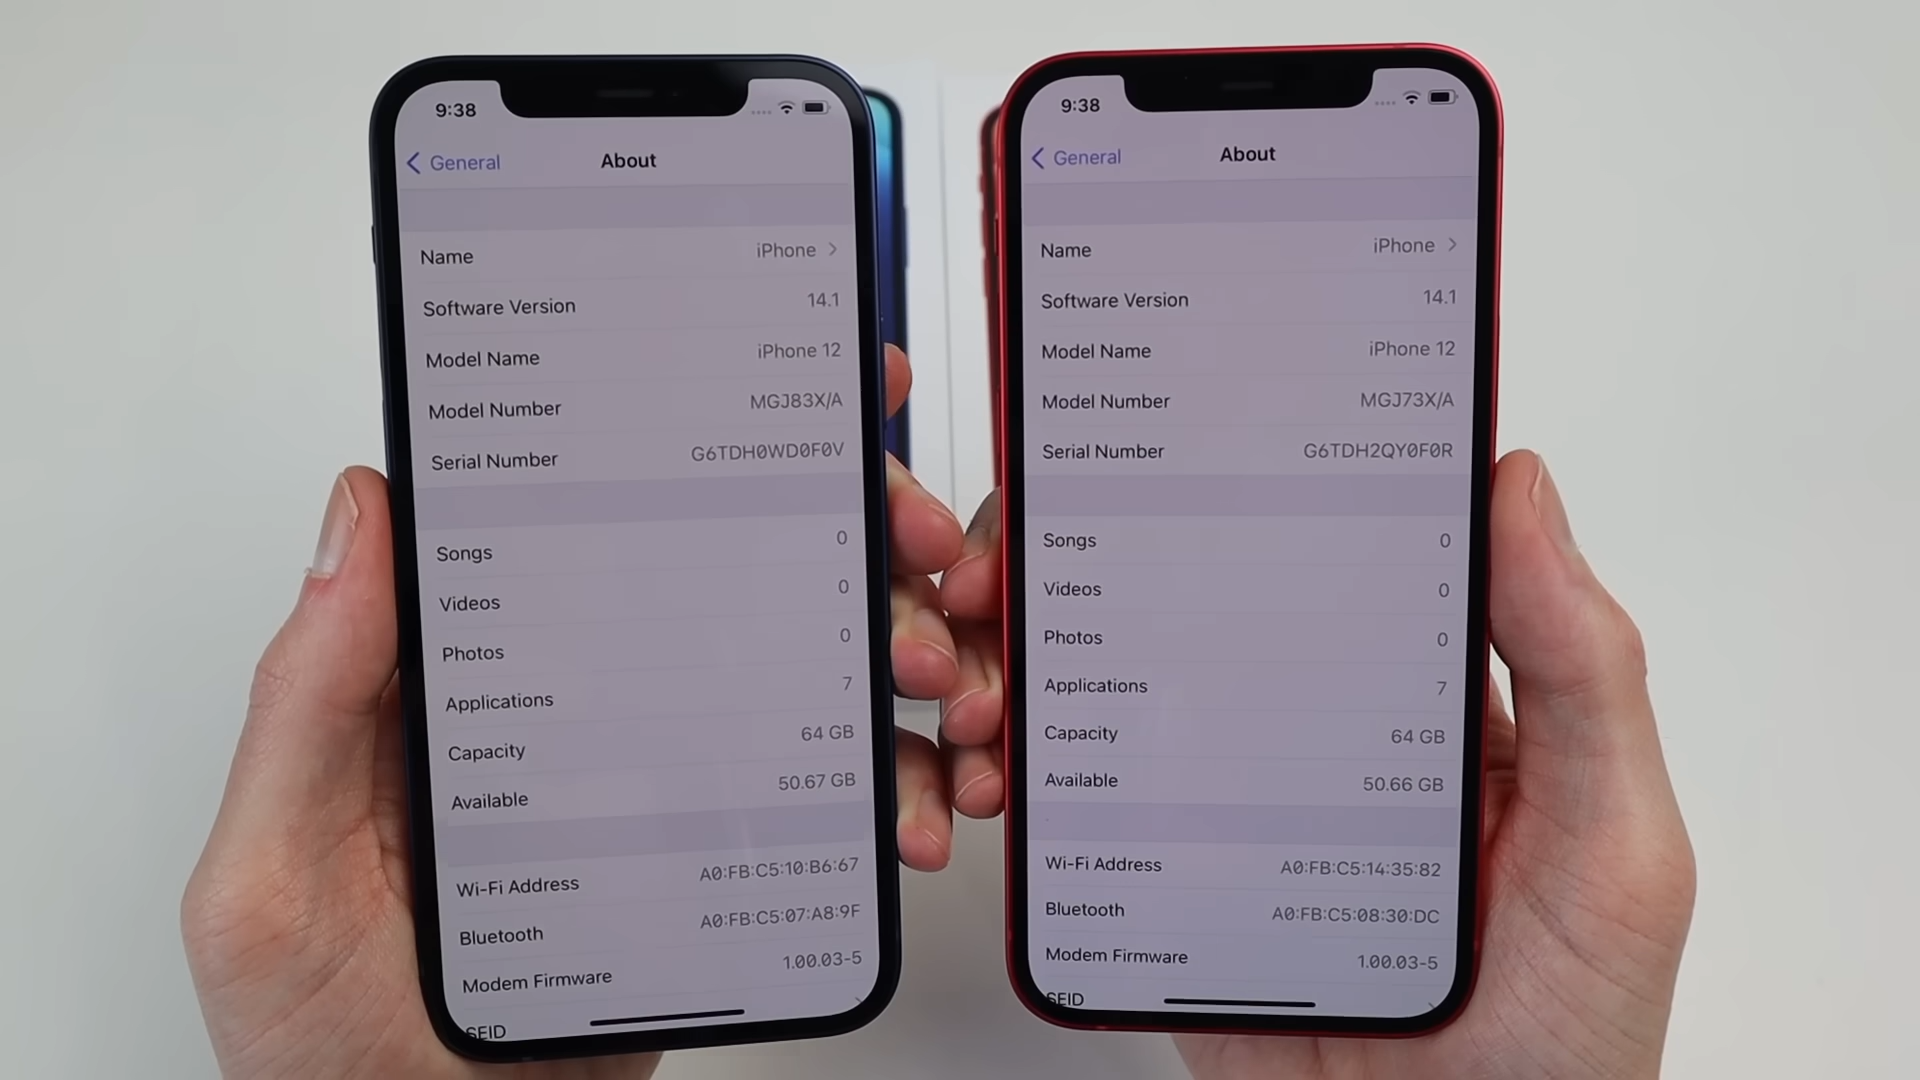 9:38
General
About
Name iPhone
Software Version 14.1
Model Name iPhone 12
Model Number MGJ83X/A
Serial Number G6TDH0WD0F0V
Songs 0
Videos 0
Photos 0
Applications 7
Capacity 64 GB
Available 50.67 GB
Wi-Fi Address A0:FB:C5:10:B6:67
Bluetooth A0:FB:C5:07:A8:9F
Modem Firmware 1.00.03-5
SEID
9:38
General
About
Name iPhone
Software Version 14.1
Model Name iPhone 12
Model Number MGJ73X/A
Serial Number G6TDH2QY0F0R
Songs 0
Videos 0
Photos 0
Applications 7
Capacity 64 GB
Available 50.66 GB
Wi-Fi Address A0:FB:C5:14:35:82
Bluetooth A0:FB:C5:08:30:DC
Modem Firmware 1.00.03-5
SEID